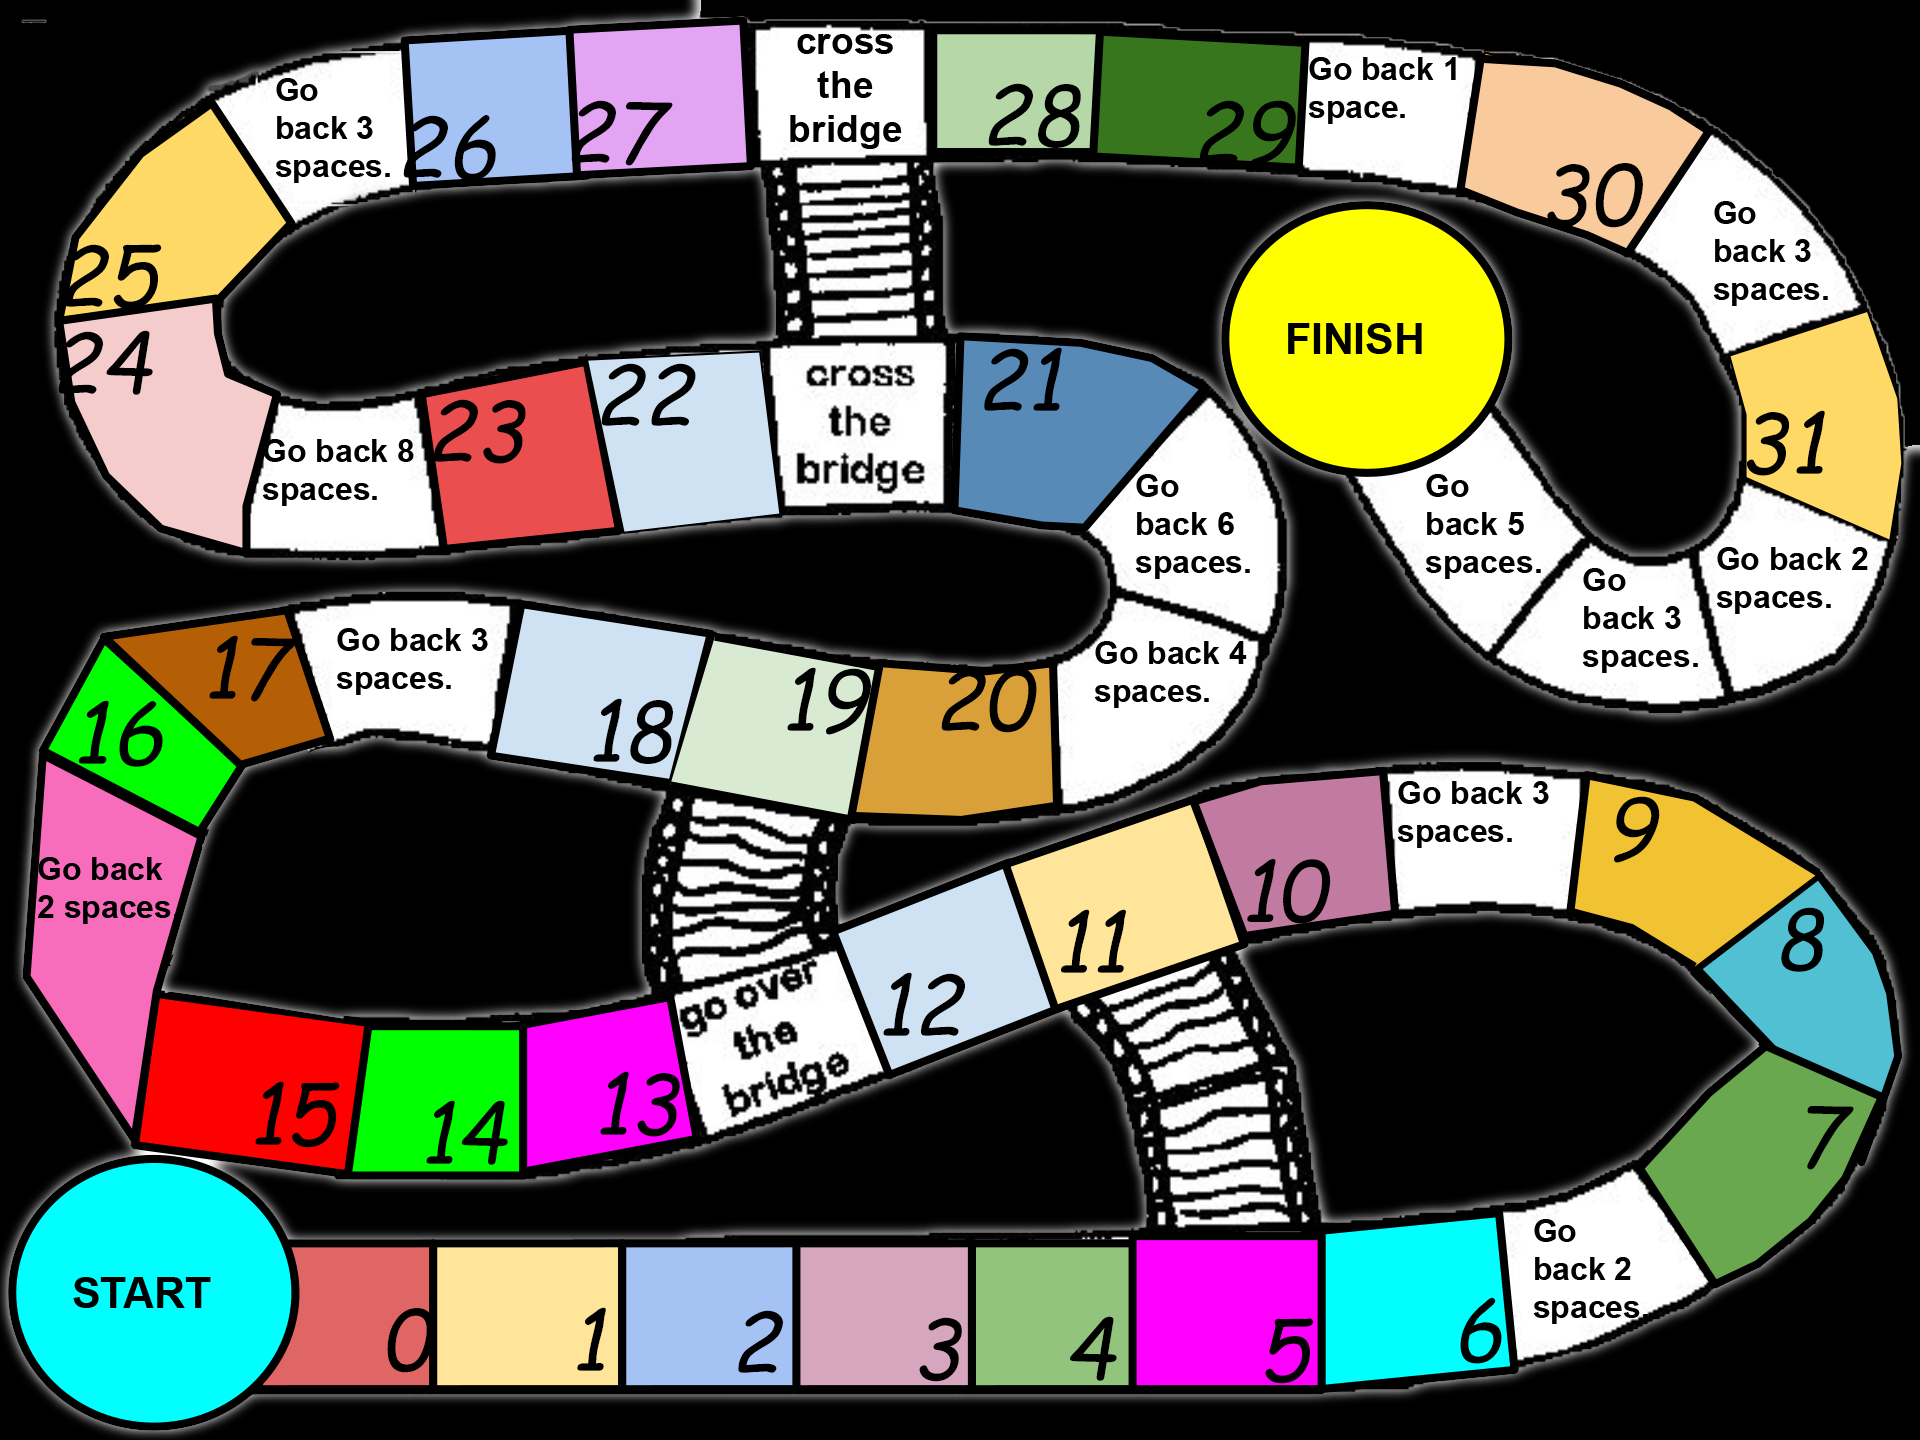 Go
back 3
spaces.
26
27
cross
the
bridge
28
29
Go back 1
space.
30
Go
back 3
spaces.
25
24
Go back 8
spaces.
23
22
cross
the
bridge
21
FINISH
31
Go
back 6
spaces.
Go
back 5
spaces.
Go
back 3
spaces.
Go back 2
spaces.
17
16
Go back 3
spaces.
18
19
20
Go back 4
spaces.
Go back
2 spaces.
15
14
13
go over
the
bridge
12
11
10
Go back 3
spaces.
9
8
7
Go
back 2
spaces.
START
0
1
2
3
4
5
6